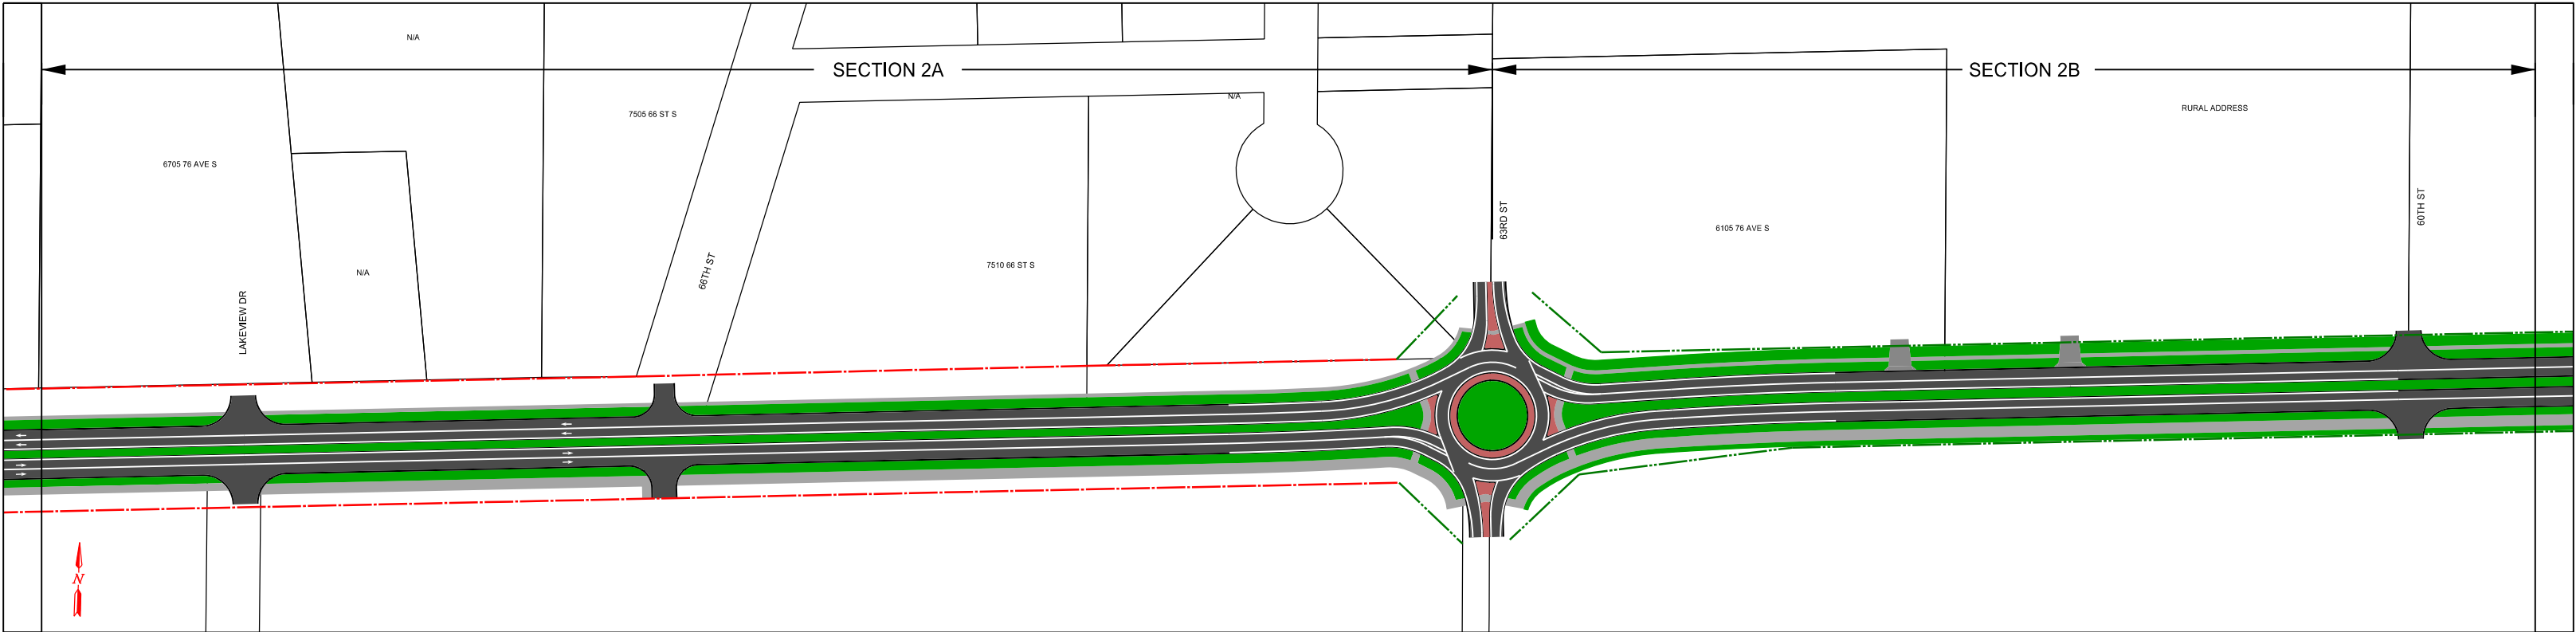 N/A
SECTION 2A
SECTION 2B
N/A
RURAL ADDRESS
7505 66 ST S
6705 76 AVE S
63RD ST
60TH ST
6105 76 AVE S
66TH ST
7510 66 ST S
N/A
LAKEVIEW DR
N